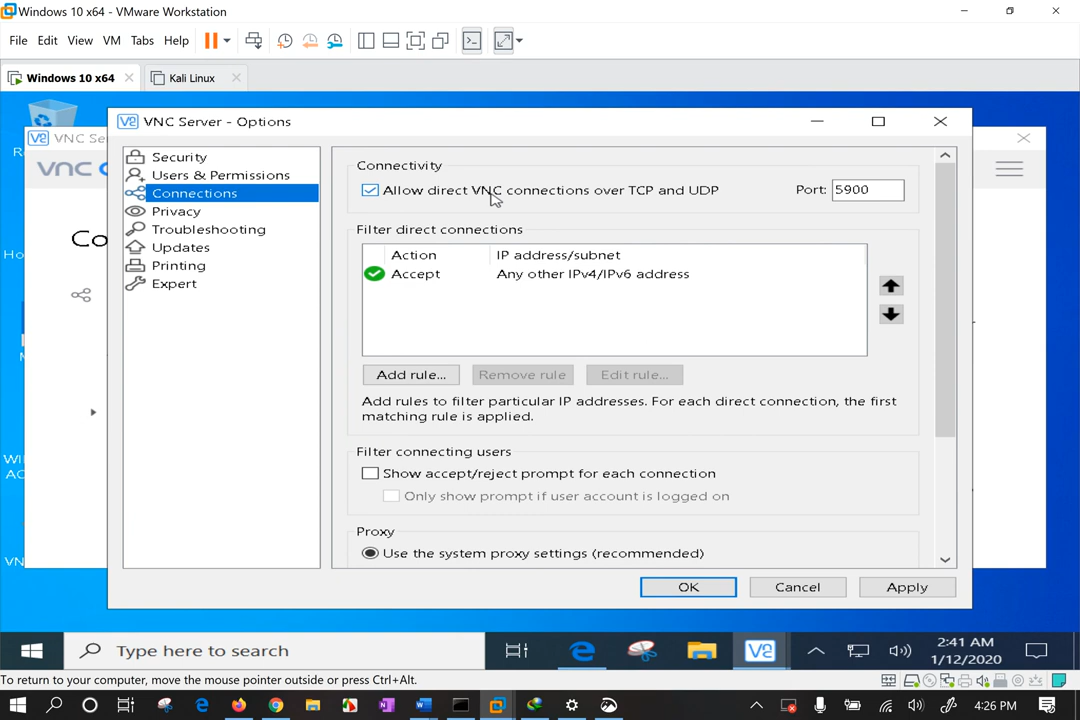 Windows 10 x64 - VMware Workstation
File Edit View VM Tabs Help
Windows 10 x64 Kali Linux
VNC Server - Options
VNC Se
VNC
Co
Security
Users & Permissions
Connections
Privacy
Troubleshooting
Updates
Printing
Expert
Connectivity
Allow direct VNC connections over TCP and UDP Port: 5900
Filter direct connections
Action IP address/subnet
Accept Any other IPv4/IPv6 address
Add rule... Remove rule Edit rule...
Add rules to filter particular IP addresses. For each direct connection, the first
matching rule is applied.
Filter connecting users
Show accept/reject prompt for each connection
Only show prompt if user account is logged on
Proxy
Use the system proxy settings (recommended)
OK Cancel Apply
Type here to search
2:41 AM
1/12/2020
To return to your computer, move the mouse pointer outside or press Ctrl+Alt.
4:26 PM